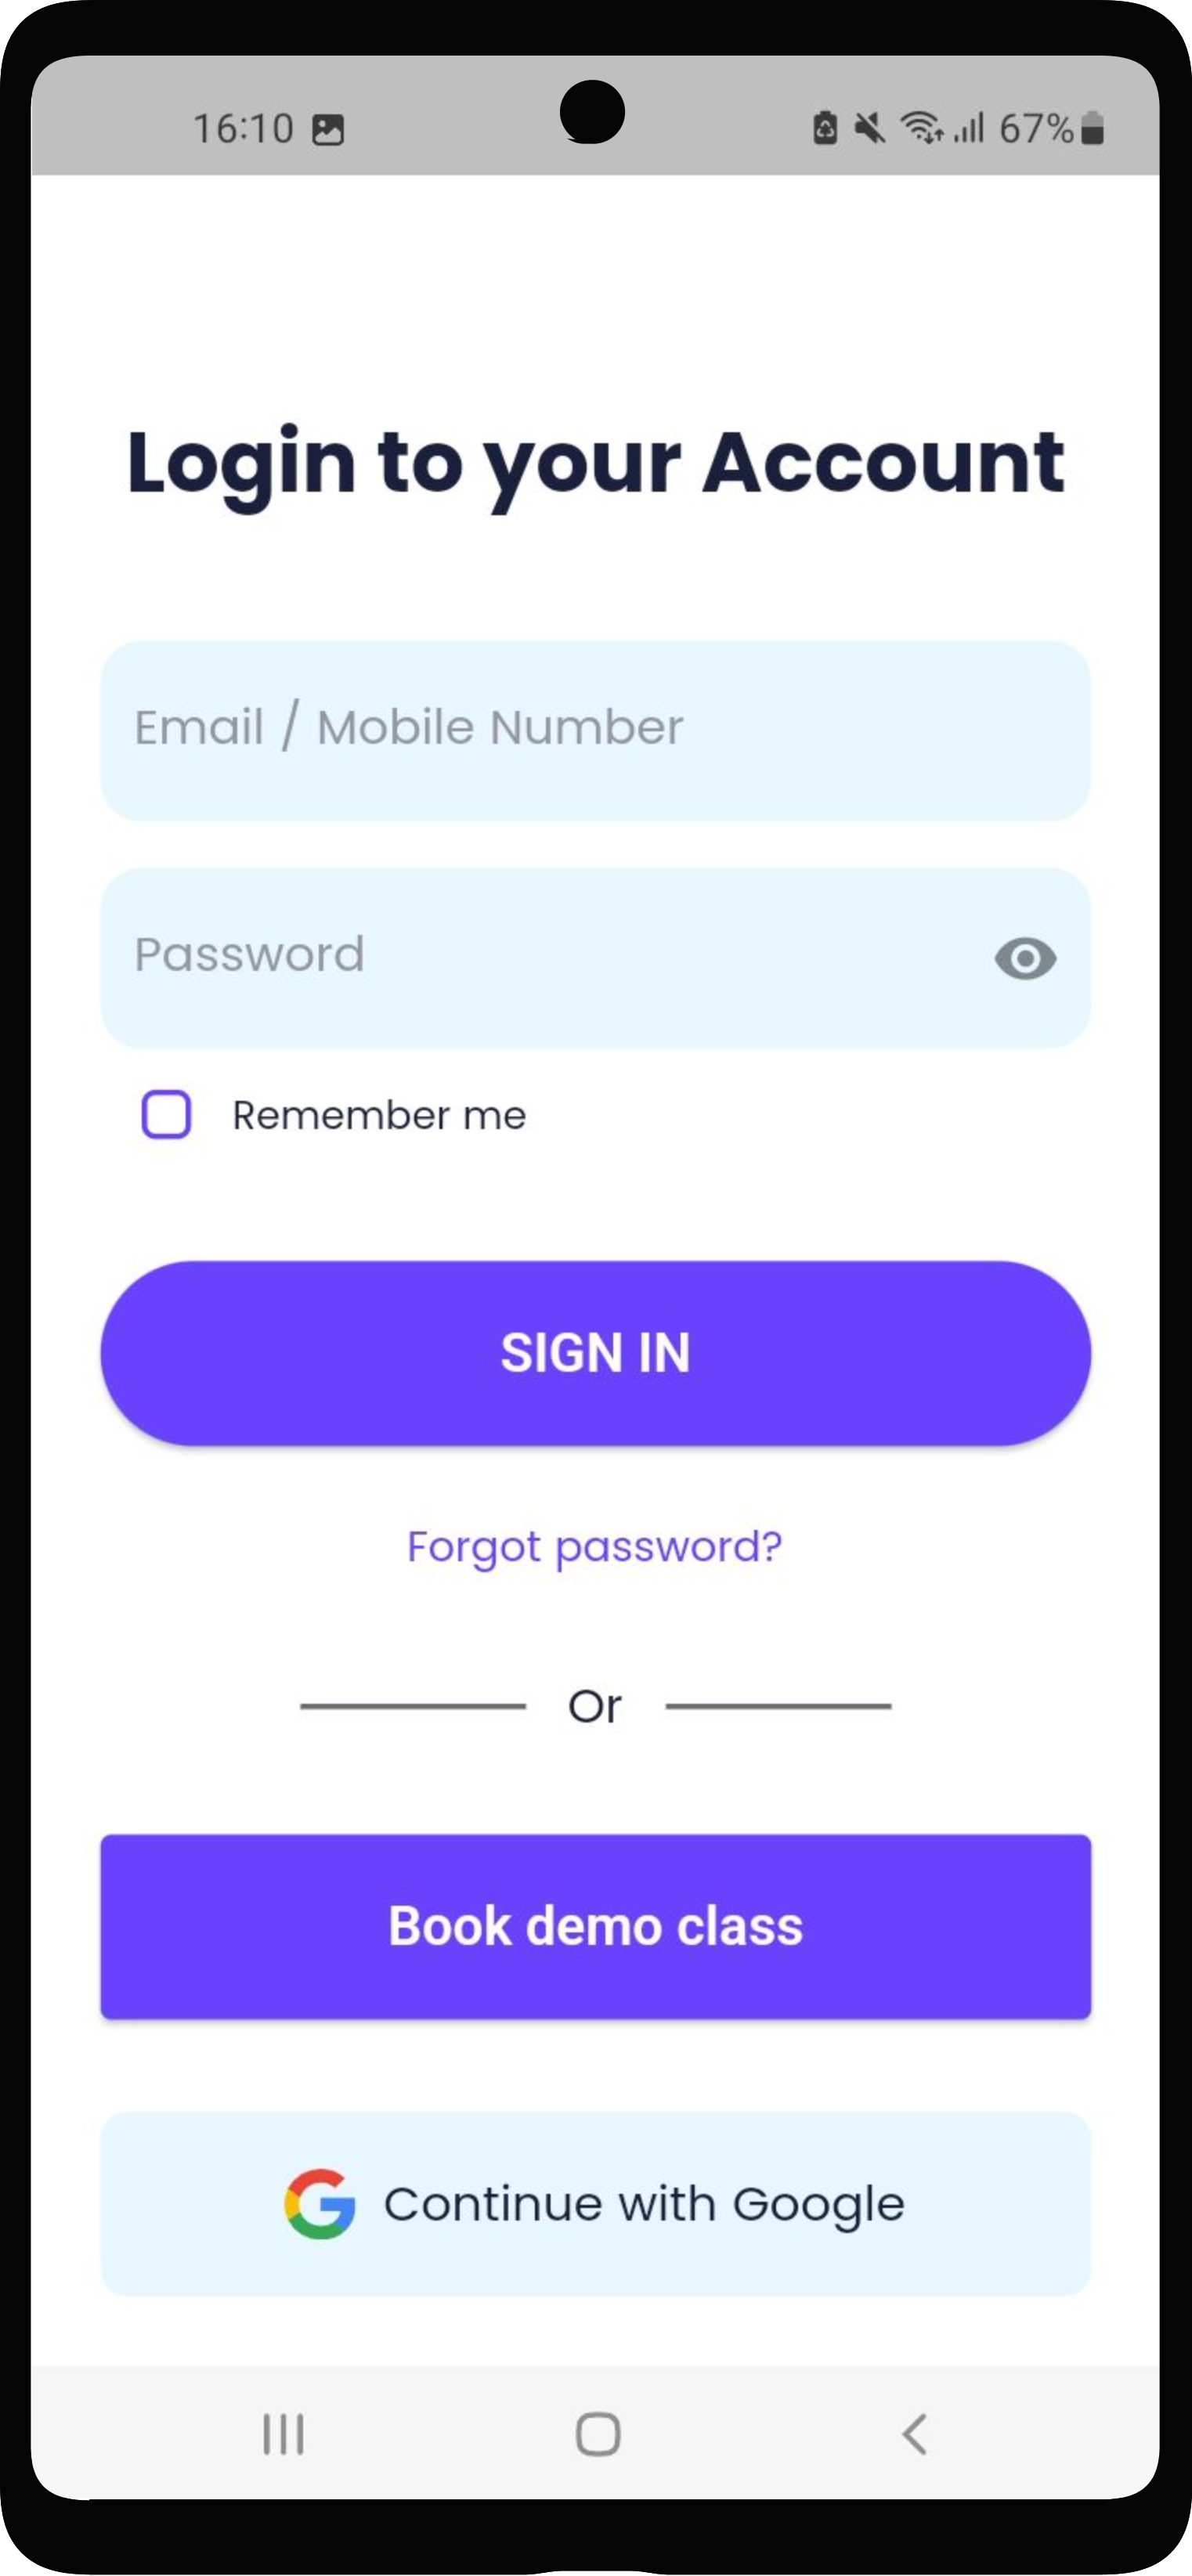 16:10 67%
Login to your Account
Email / Mobile Number
Password
Remember me
SIGN IN
Forgot password?
Or
Book demo class
Continue with Google